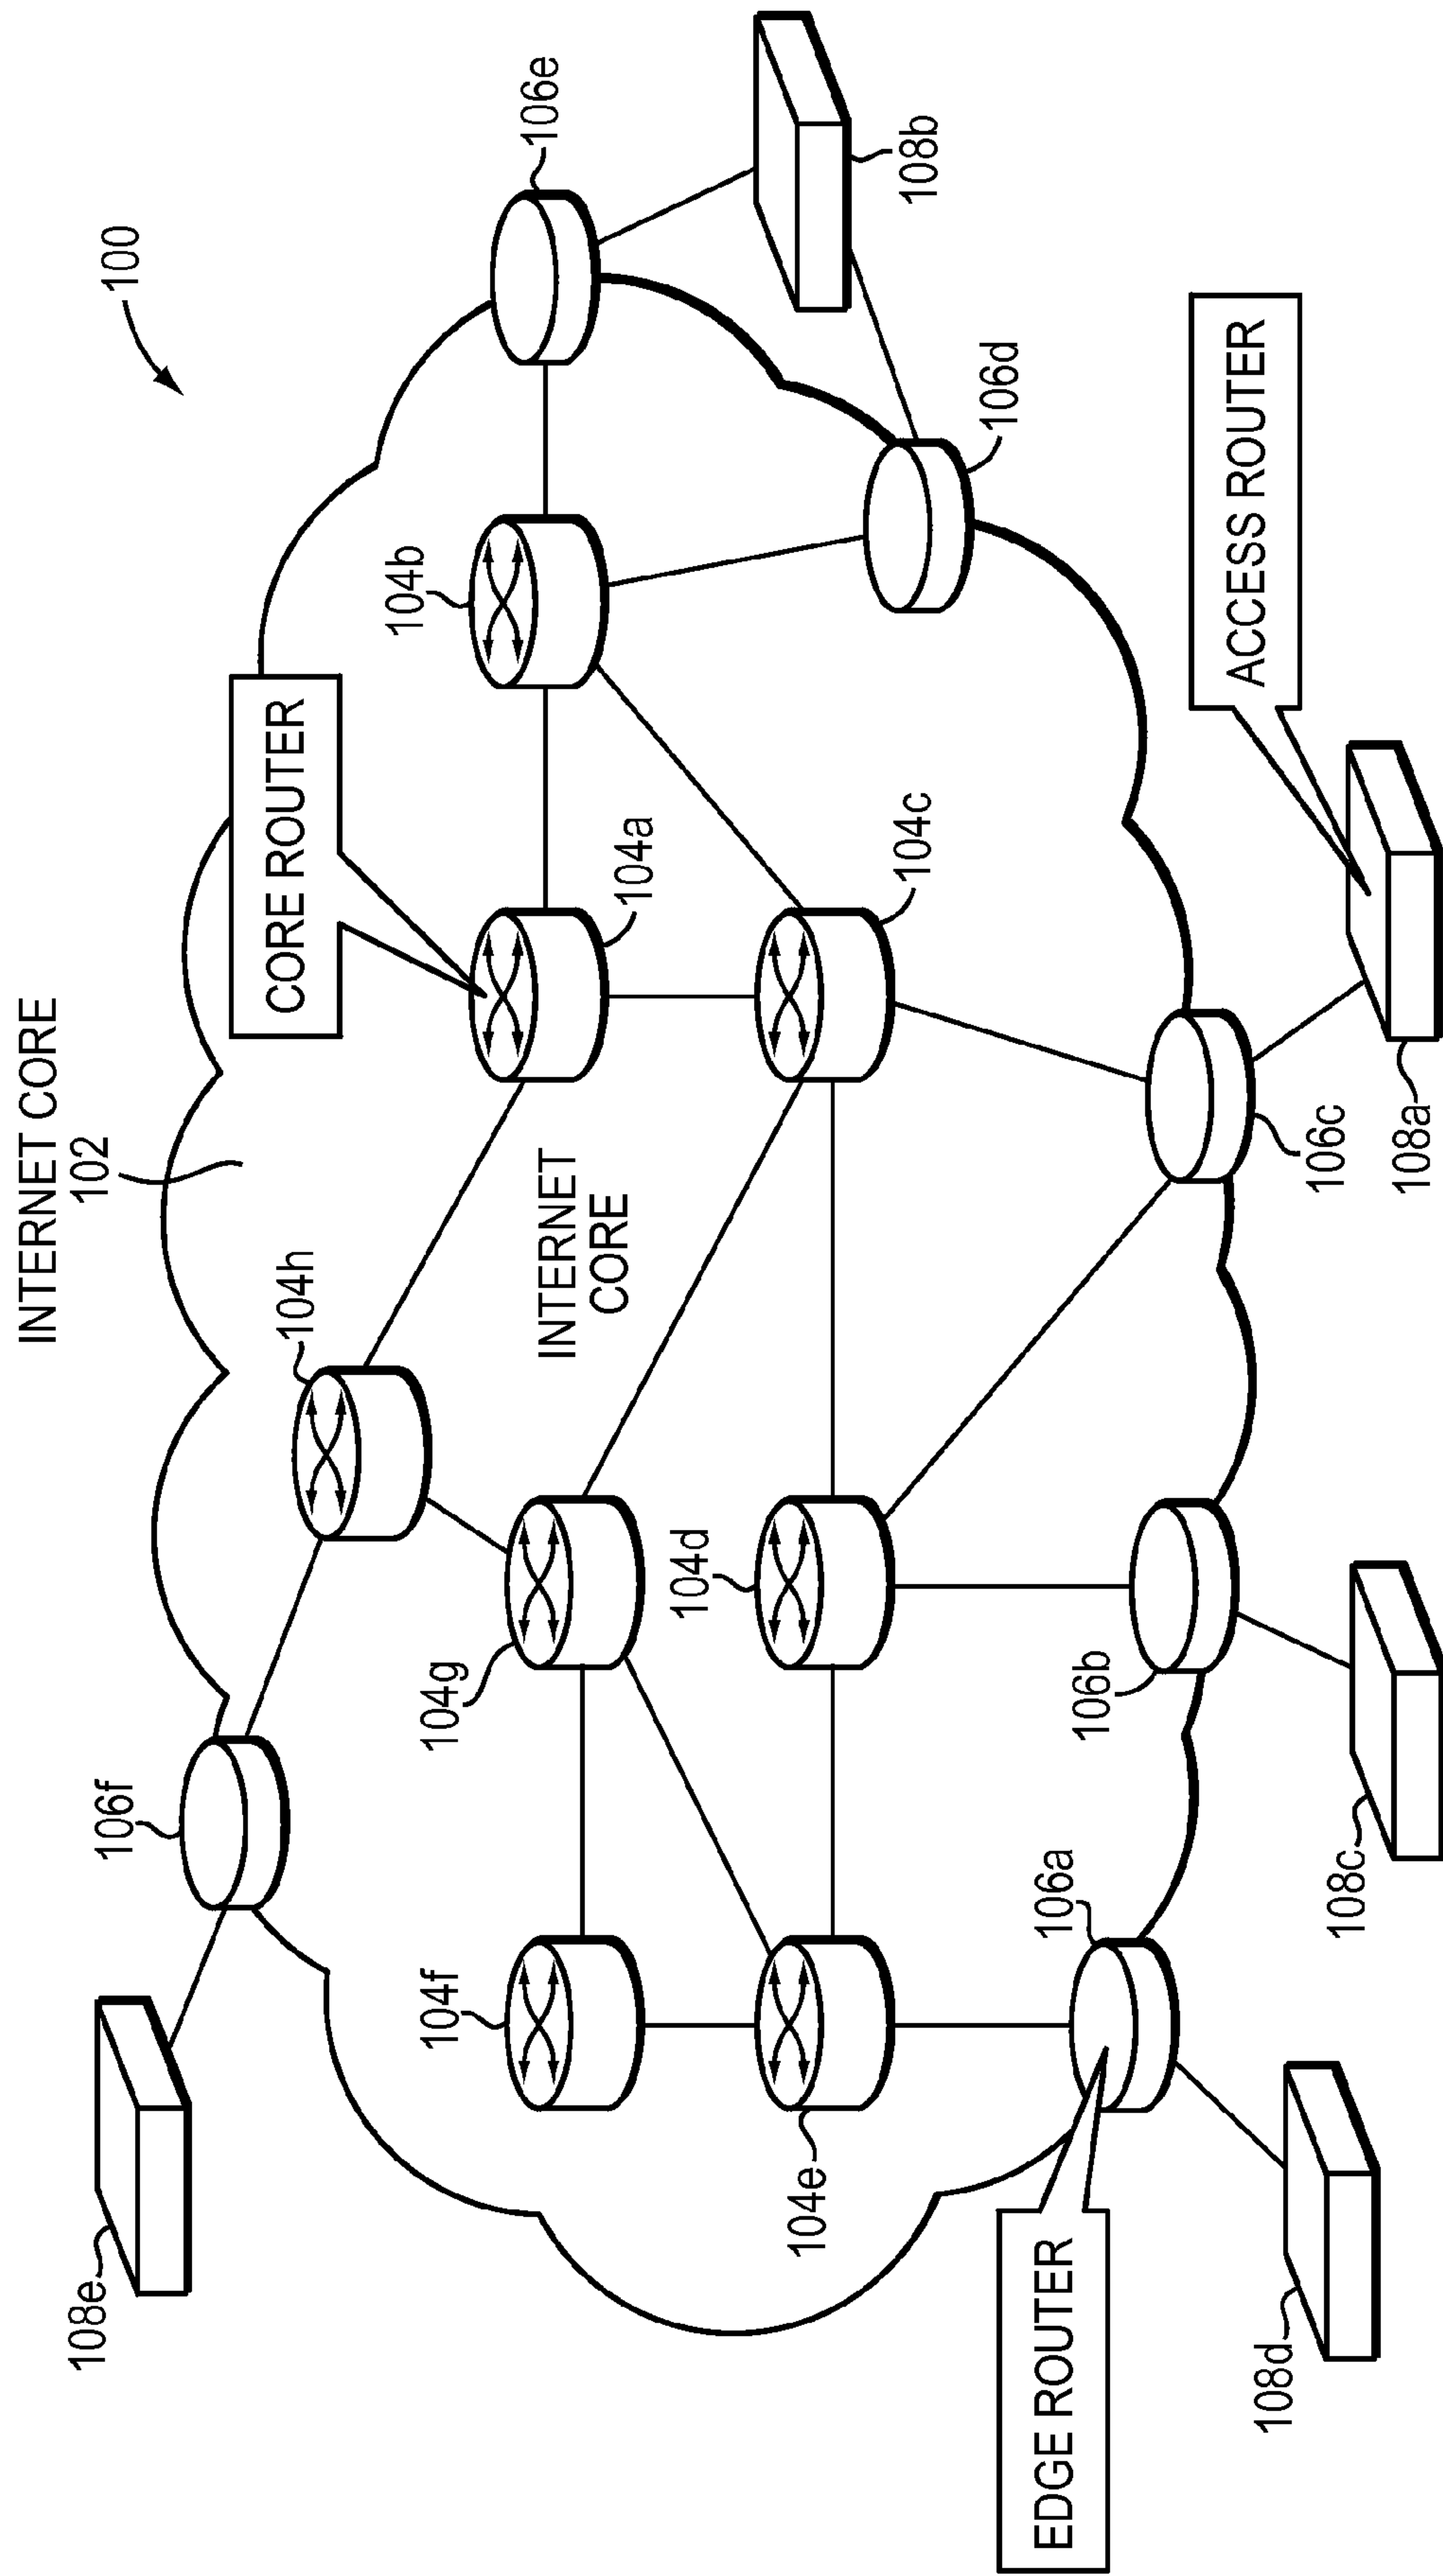 INTERNET CORE
102
100
108e
106f
104h
CORE ROUTER
104b
106e
104f
104g
INTERNET
CORE
104a
108b
104e
104d
104c
106d
EDGE ROUTER
106a
106b
106c
ACCESS ROUTER
108d
108c
108a